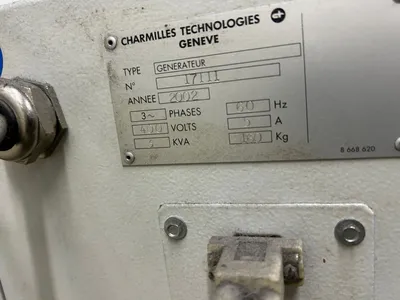 CHARMILLES TECHNOLOGIES
GENEVE
TYPE GENERATEUR
N° 17111
ANNEE 2002
3~ PHASES 60 Hz
400 VOLTS 5 A
KVA Kg
8 668 620